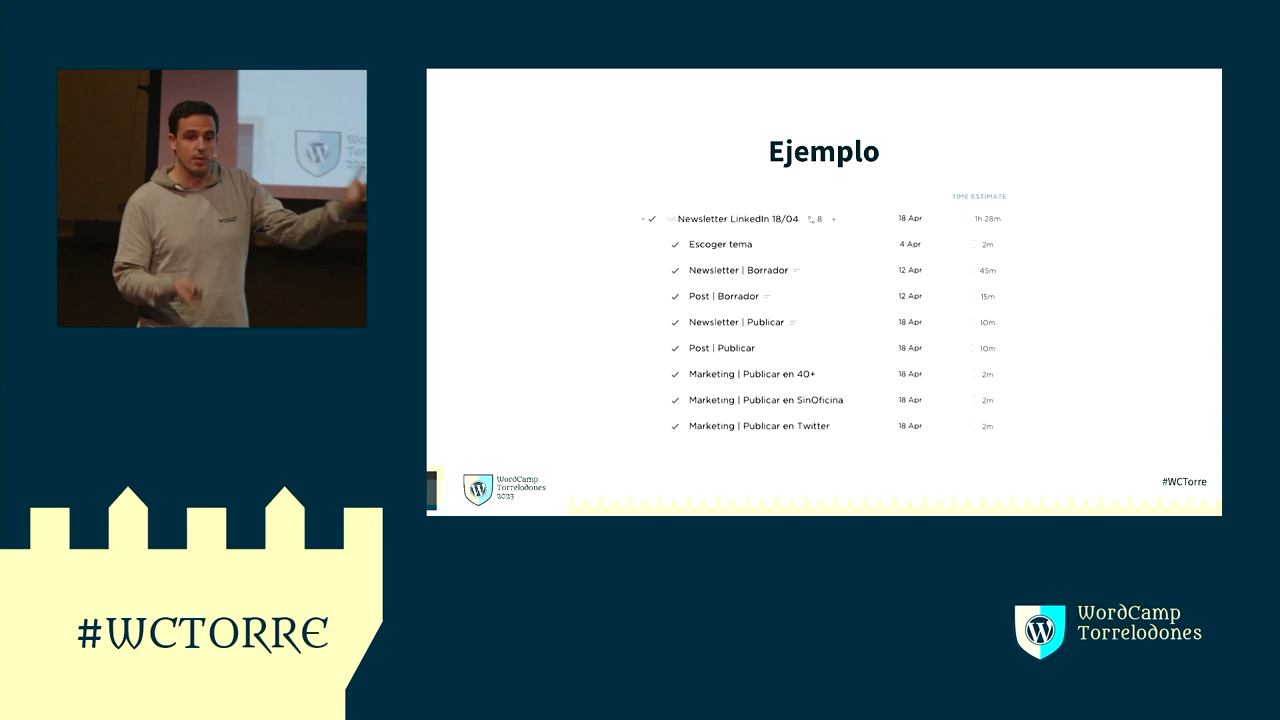 Ejemplo
TIME ESTIMATE
Newsletter LinkedIn 18/04 8 + 18 Apr 1h 28m
Escoger tema 4 Apr 2m
Newsletter | Borrador 12 Apr 45m
Post | Borrador 12 Apr 15m
Newsletter | Publicar 18 Apr 10m
Post | Publicar 18 Apr 10m
Marketing | Publicar en 40+ 18 Apr 2m
Marketing | Publicar en SinOficina 18 Apr 2m
Marketing | Publicar en Twitter 18 Apr 2m
WordCamp
Torrelodones
2023
#WCTorre
#WCTORRE
WordCamp
Torrelodones